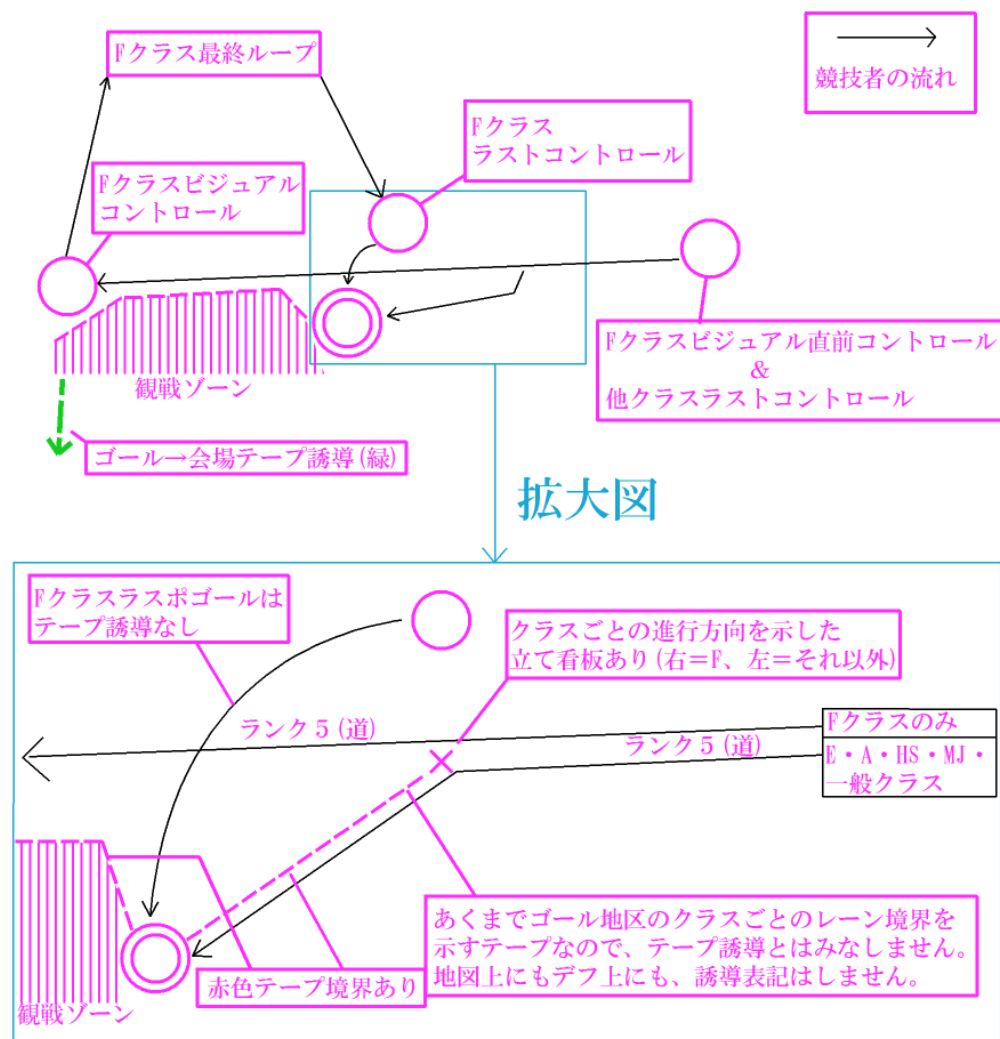 Fクラス最終ループ
競技者の流れ
Fクラス
ラストコントロール
Fクラスビジュアル
コントロール
Fクラスビジュアル直前コントロール
&
他クラスラストコントロール
観戦ゾーン
ゴール→会場テープ誘導(緑)
拡大図
Fクラスラスポゴールは
テープ誘導なし
クラスごとの進行方向を示した
立て看板あり(右=F、左=それ以外)
ランク5(道)
ランク5(道)
Fクラスのみ
E・A・HS・MJ・
一般クラス
あくまでゴール地区のクラスごとのレーン境界を
示すテープなので、テープ誘導とはみなしません。
地図上にもデフ上にも、誘導表記はしません。
赤色テープ境界あり
観戦ゾーン